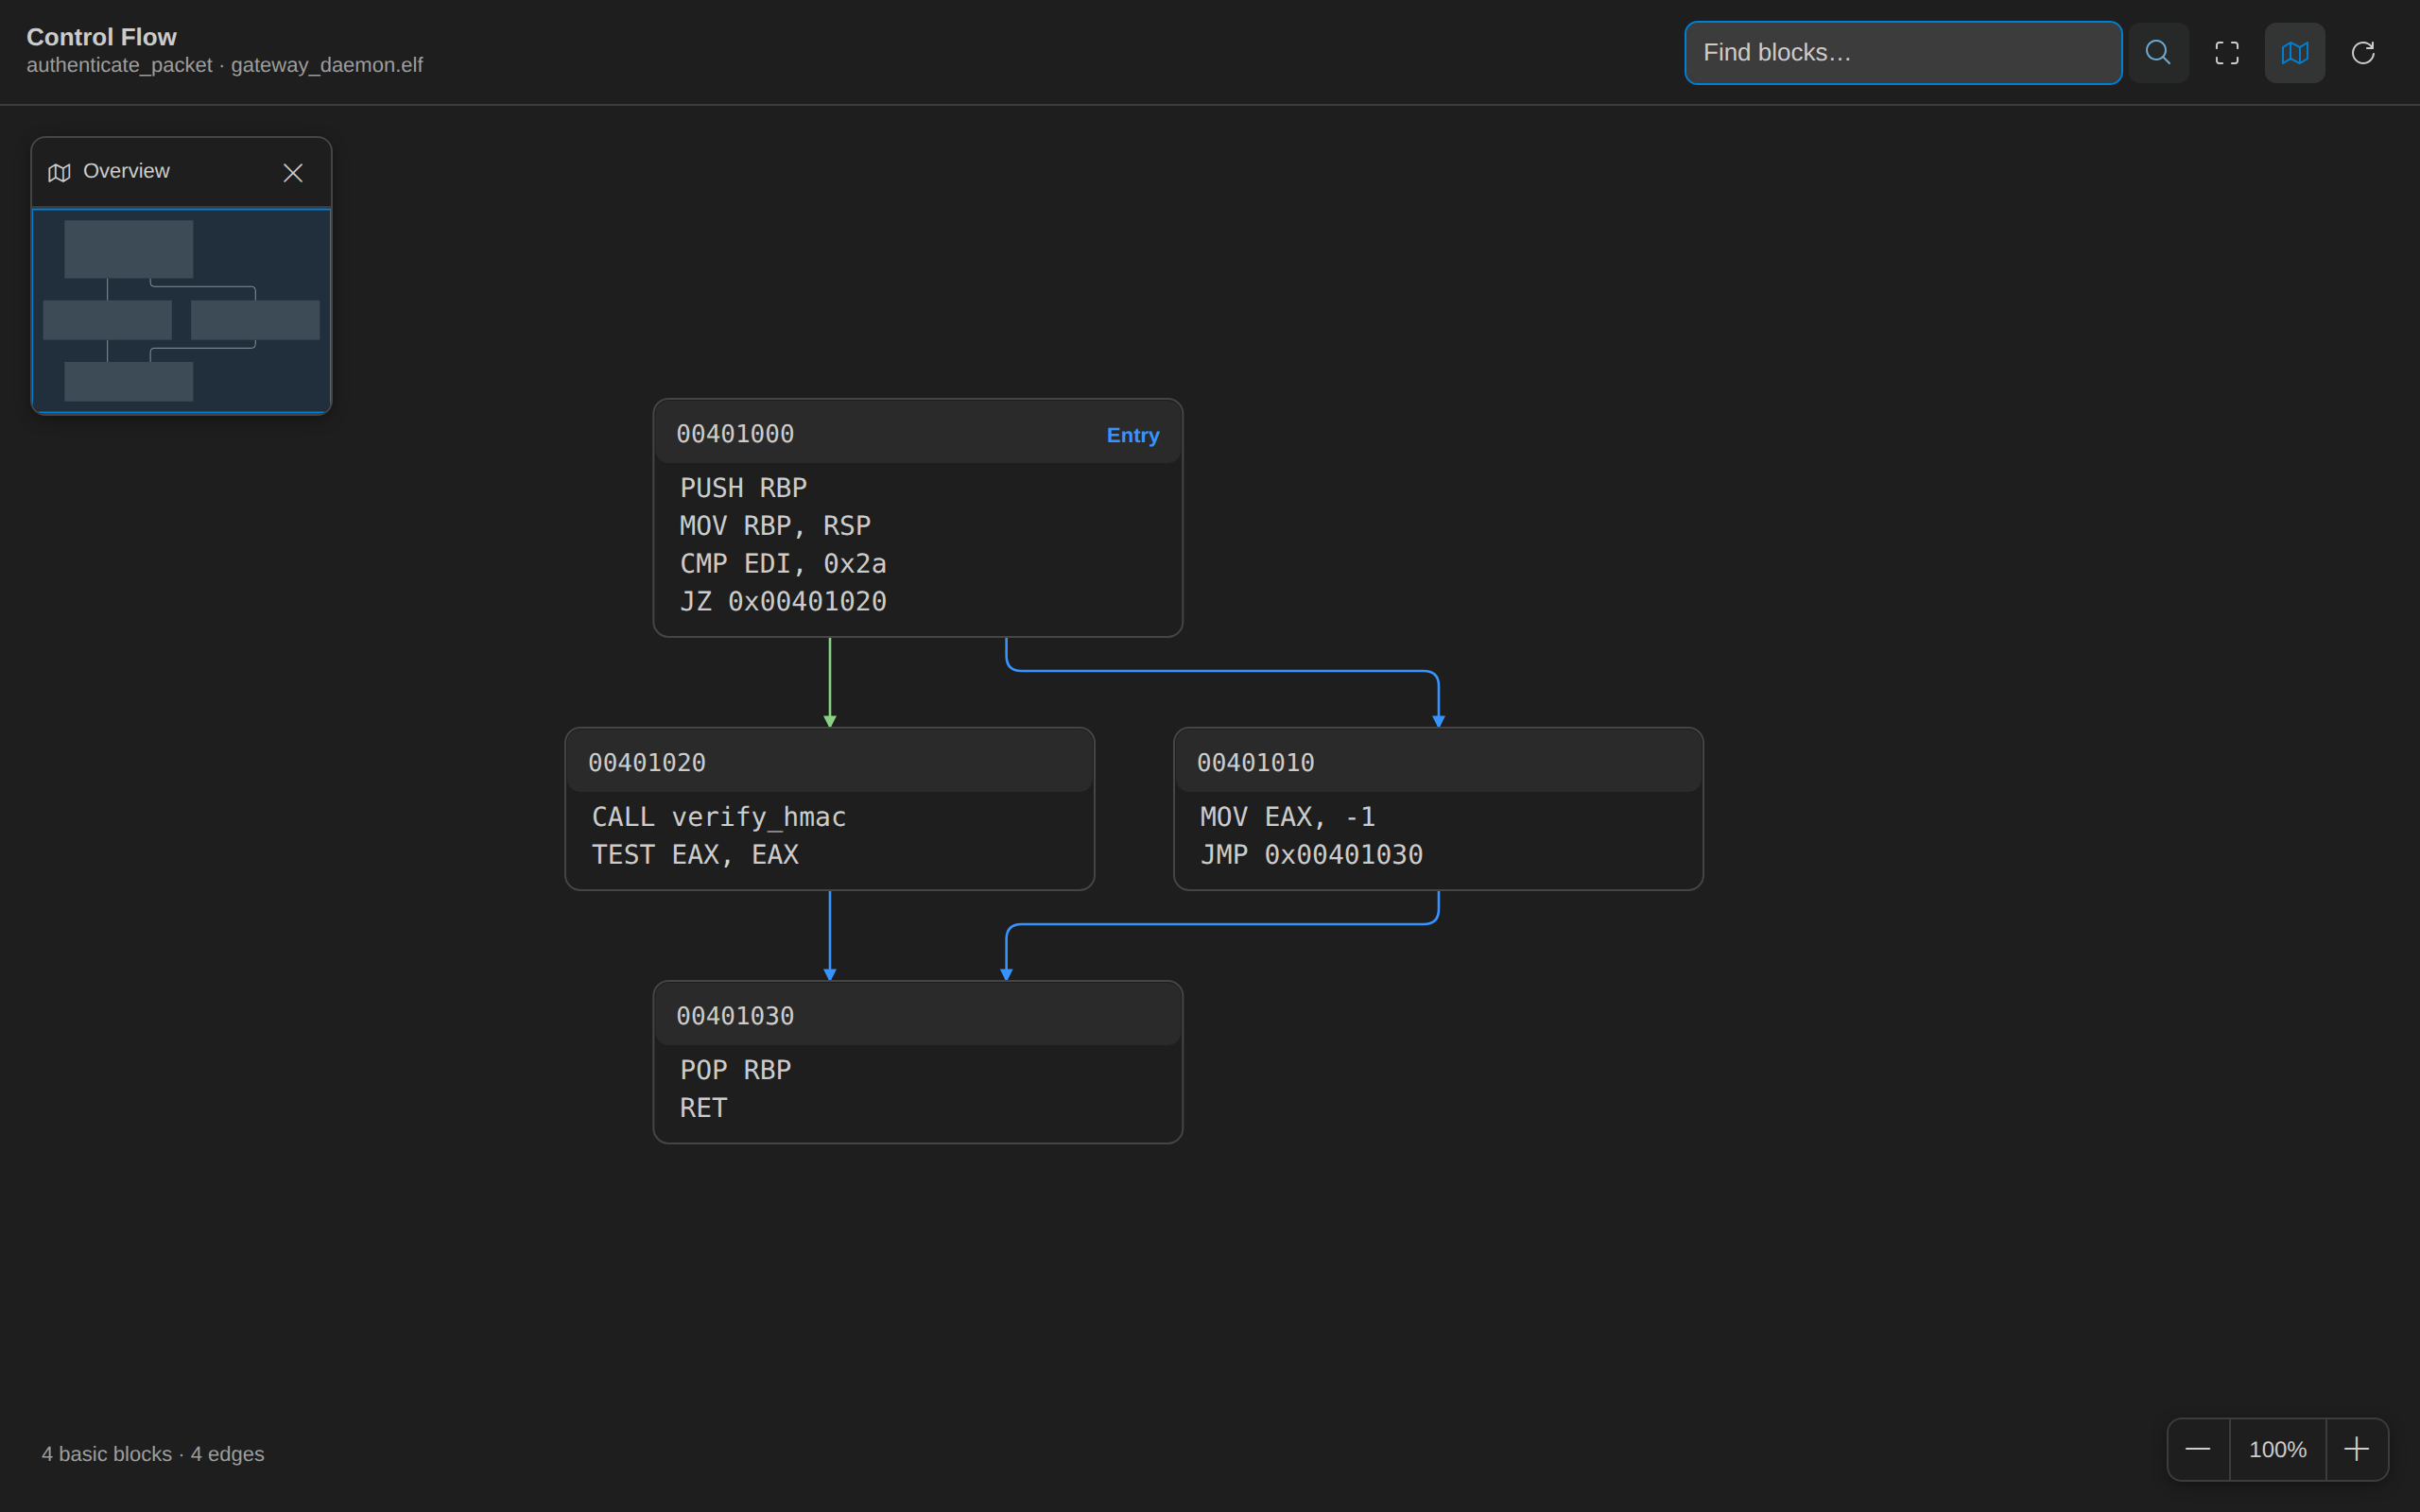 Control Flow
authenticate_packet · gateway_daemon.elf
Find blocks…
Overview
00401000
Entry
PUSH RBP
MOV RBP, RSP
CMP EDI, 0x2a
JZ 0x00401020
00401020
CALL verify_hmac
TEST EAX, EAX
00401010
MOV EAX, -1
JMP 0x00401030
00401030
POP RBP
RET
4 basic blocks · 4 edges
100%